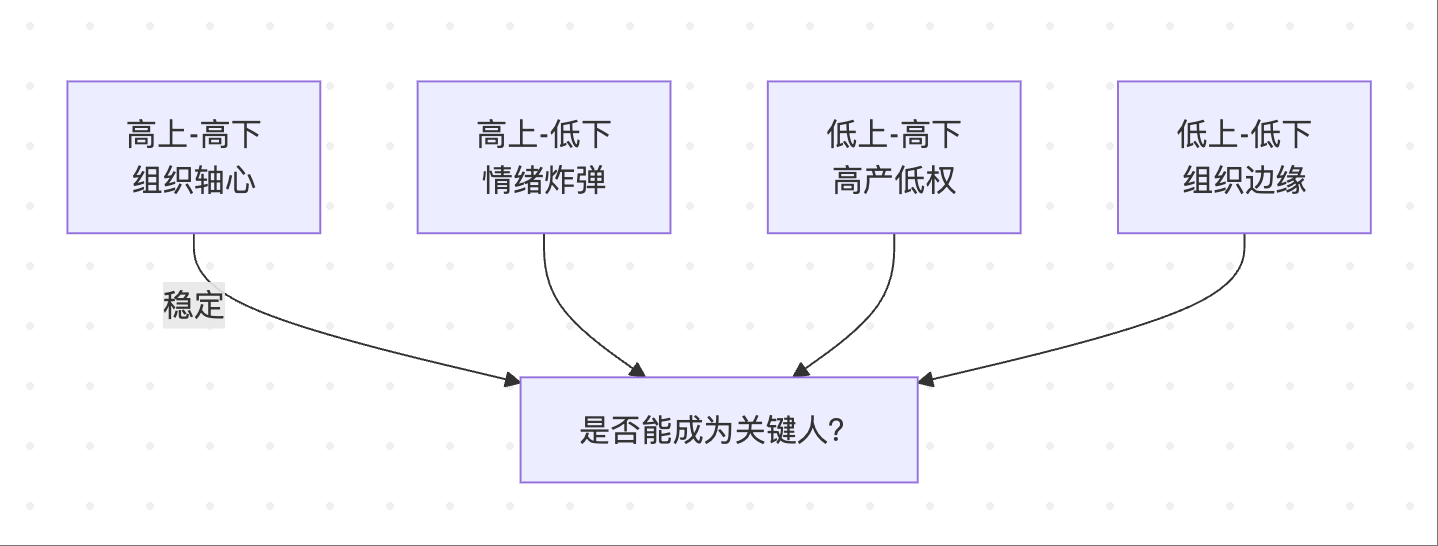 高上-高下
组织轴心
高上-低下
情绪炸弹
低上-高下
高产低权
低上-低下
组织边缘
稳定
是否能成为关键人?